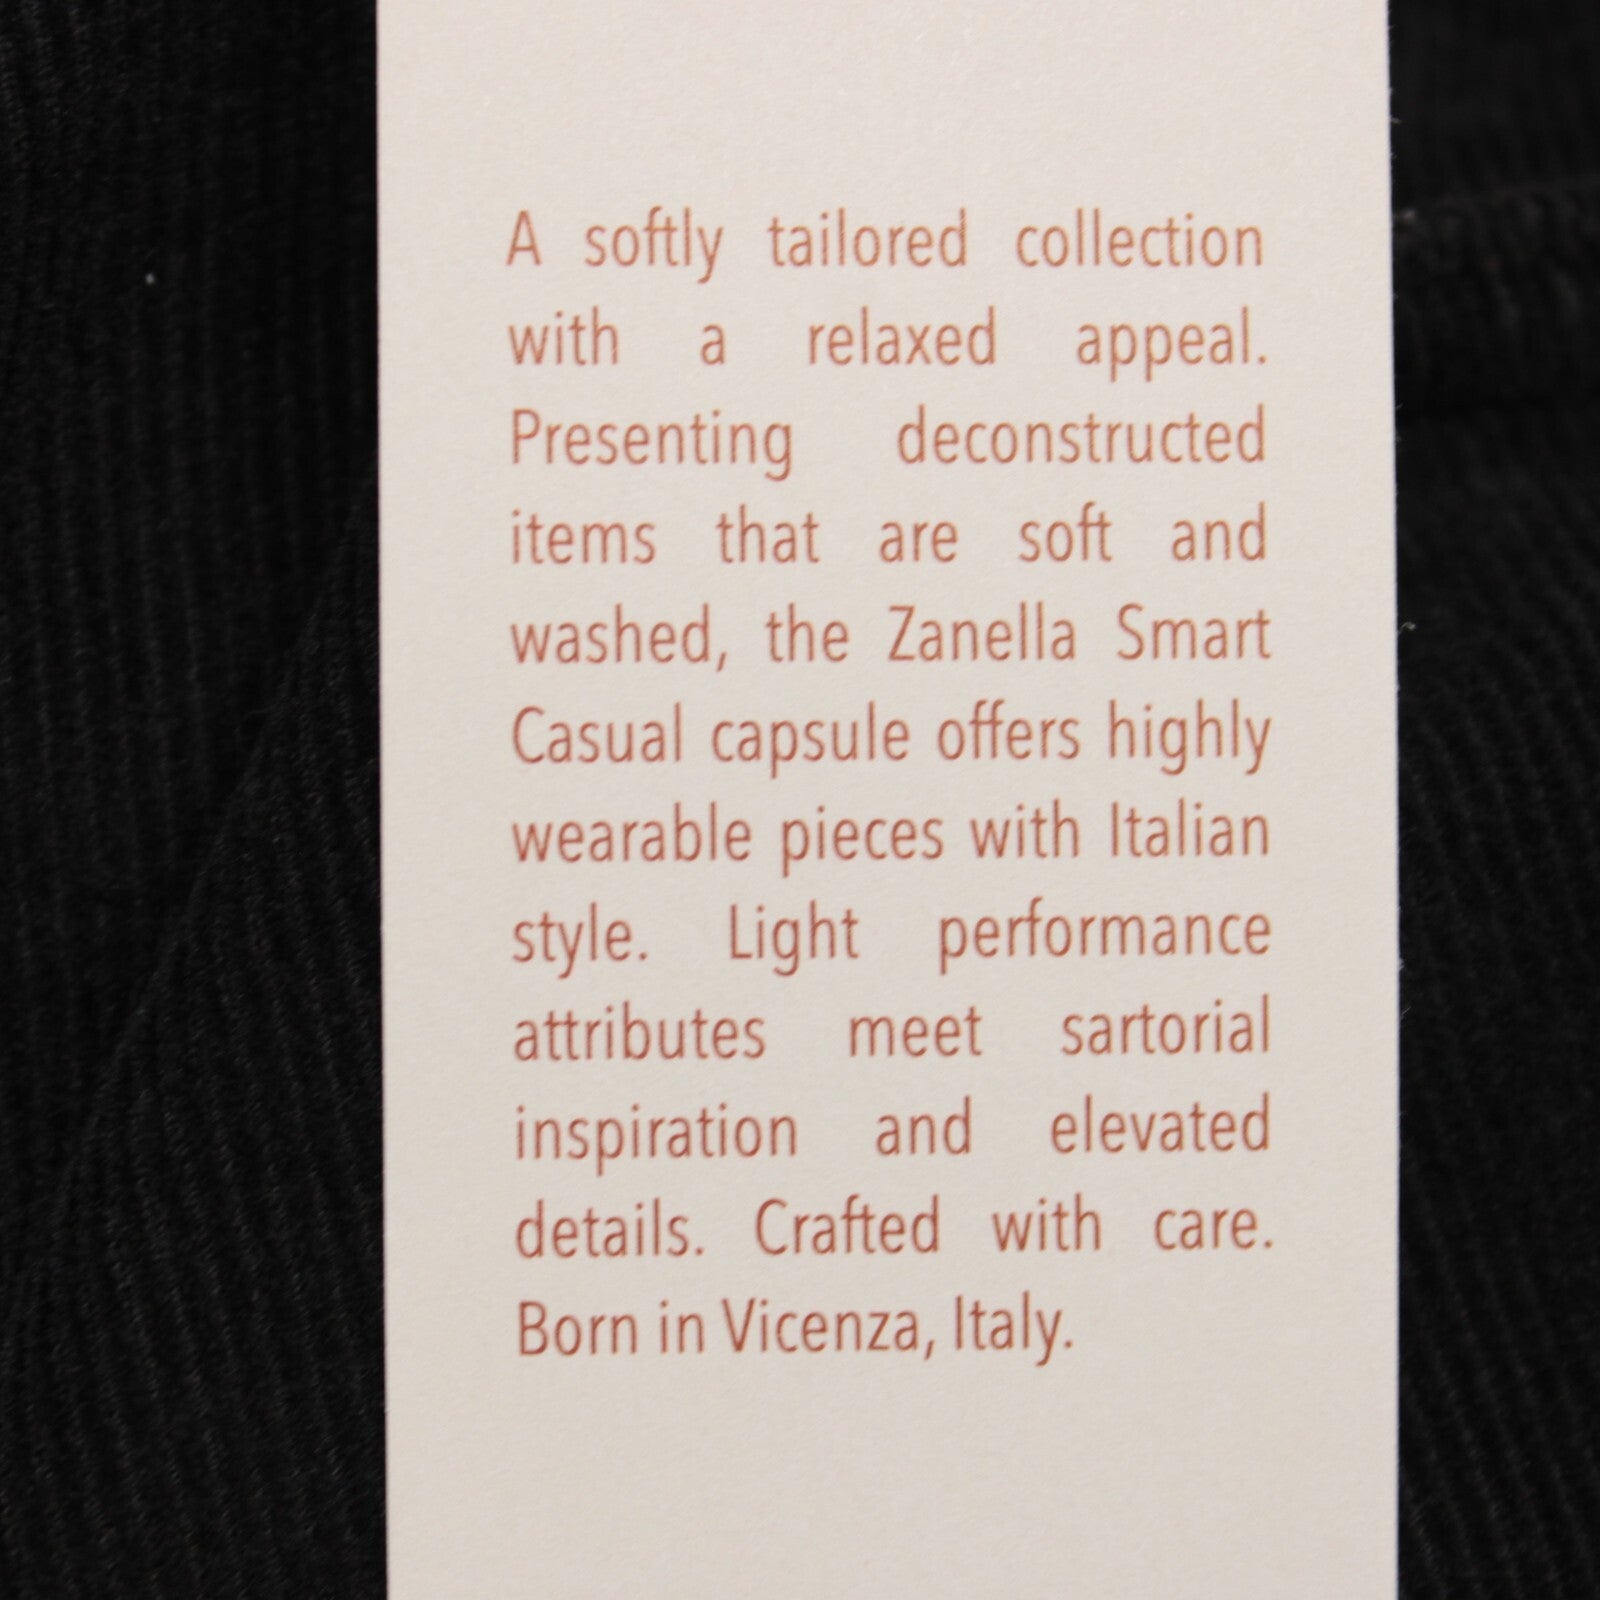 A softly tailored collection
with a relaxed appeal.
Presenting deconstructed
items that are soft and
washed, the Zanella Smart
Casual capsule offers highly
wearable pieces with Italian
style. Light performance
attributes meet sartorial
inspiration and elevated
details. Crafted with care.
Born in Vicenza, Italy.